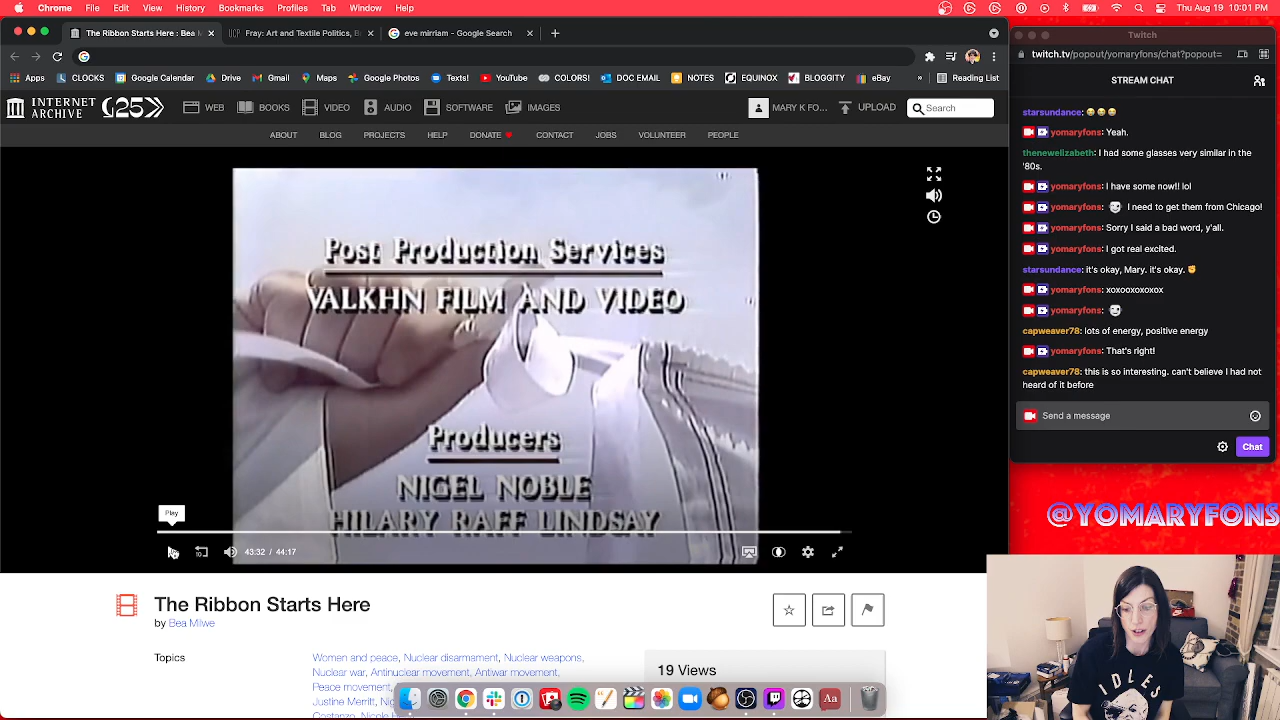 Chrome File Edit View History Bookmarks Profiles Tab Window Help
Thu Aug 19 10:01 PM
The Ribbon Starts Here : Bea M
Fray: Art and Textile Politics, B
eve mirriam - Google Search
Apps CLOCKS Google Calendar Drive Gmail Maps Google Photos Texts! YouTube COLORS! DOC EMAIL NOTES EQUINOX BLOGGITY eBay » Reading List
INTERNET ARCHIVE 25
WEB BOOKS VIDEO AUDIO SOFTWARE IMAGES
MARY K FO... UPLOAD Search
ABOUT BLOG PROJECTS HELP DONATE CONTACT JOBS VOLUNTEER PEOPLE
Post Production Services
VALKHN FILM AND VIDEO
Producers
NIGEL NOBLE
HILARY RAFF LINDSAY
Play
10
43:32 / 44:17
The Ribbon Starts Here
by Bea Milwe
Topics
Women and peace, Nuclear disarmament, Nuclear weapons,
Nuclear war, Antinuclear movement, Antiwar movement,
Peace movement,
Justine Merritt, Ni
19 Views
Aa
Twitch
twitch.tv/popout/yomaryfons/chat?popout=
STREAM CHAT
starsundance:
yomaryfons: Yeah.
thenewelizabeth: I had some glasses very similar in the
'80s.
yomaryfons: I have some now!! lol
yomaryfons: I need to get them from Chicago!
yomaryfons: Sorry I said a bad word, y'all.
yomaryfons: I got real excited.
starsundance: it's okay, Mary. it's okay.
yomaryfons: xoxooxoxoxox
yomaryfons:
capweaver78: lots of energy, positive energy
yomaryfons: That's right!
capweaver78: this is so interesting. can't believe I had not
heard of it before
Send a message
Chat
@YOMARYFONS
IDLES